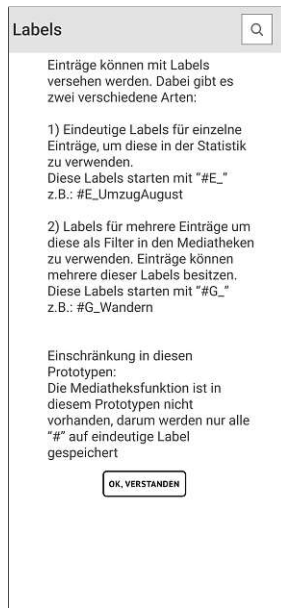 Labels
Einträge können mit Labels
versehen werden. Dabei gibt es
zwei verschiedene Arten:
1) Eindeutige Labels für einzelne
Einträge, um diese in der Statistik
zu verwenden.
Diese Labels starten mit "#E_"
z.B.: #E_UmzugAugust
2) Labels für mehrere Einträge um
diese als Filter in den Mediatheken
zu verwenden. Einträge können
mehrere dieser Labels besitzen.
Diese Labels starten mit "#G_"
z.B.: #G_Wandern
Einschränkung in diesen
Prototypen:
Die Mediatheksfunktion ist in
diesem Prototypen nicht
vorhanden, darum werden nur alle
"#" auf eindeutige Label
gespeichert
OK, VERSTANDEN